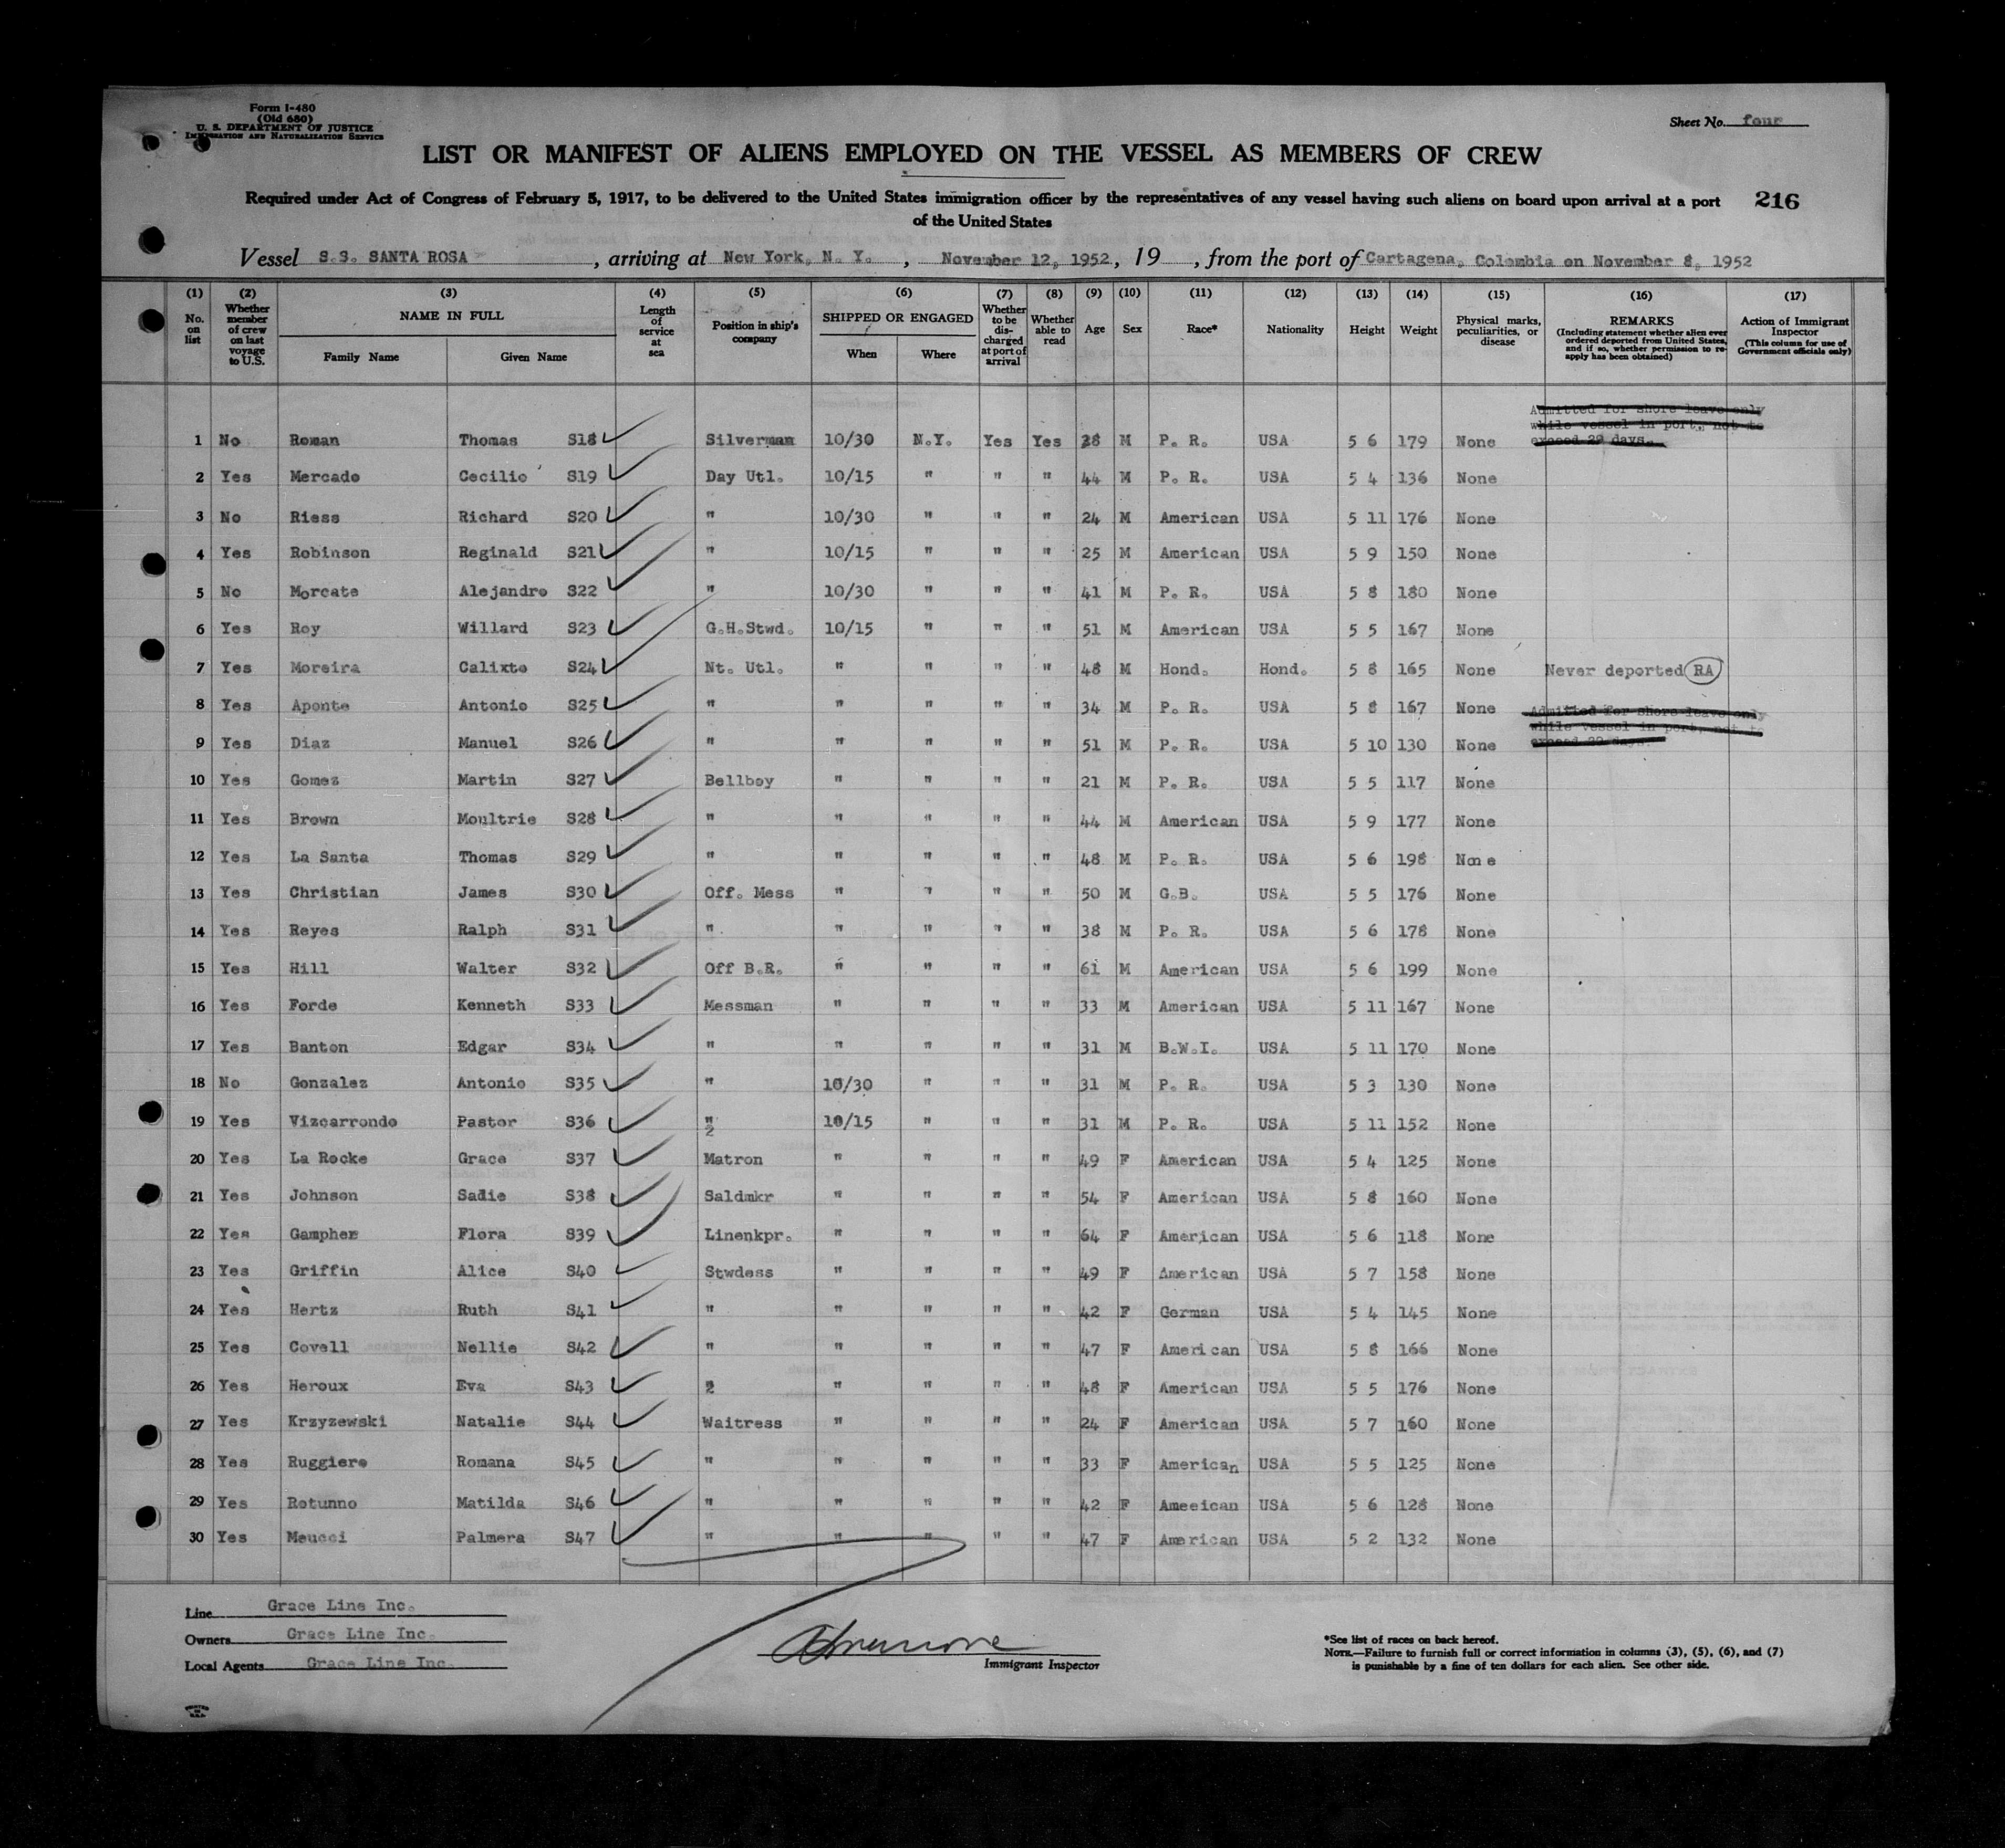 Form I-480
(Old 680)
U. S. DEPARTMENT OF JUSTICE
IMMIGRATION AND NATURALIZATION SERVICE
Sheet No. four
LIST OR MANIFEST OF ALIENS EMPLOYED ON THE VESSEL AS MEMBERS OF CREW
Required under Act of Congress of February 5, 1917, to be delivered to the United States immigration officer by the representatives of any vessel having such aliens on board upon arrival at a port
of the United States
216
Vessel S.S. SANTA ROSA, arriving at New York, N. Y., November 12, 1952, 19 , from the port of Cartagena, Colombia on November 8, 1952
(1) No. on list (2) Whether member of crew on last voyage to U.S. (3) NAME IN FULL Family Name Given Name (4) Length of service at sea (5) Position in ship's company (6) SHIPPED OR ENGAGED When Where (7) Whether to be discharged at port of arrival (8) Whether able to read (9) Age (10) Sex (11) Race* (12) Nationality (13) Height (14) Weight (15) Physical marks, peculiarities, or disease (16) REMARKS (Including statement whether alien ever ordered deported from United States, and if so, whether permission to reapply has been obtained) (17) Action of Immigrant Inspector (This column for use of Government officials only)
Admitted for shore leave only
while vessel in port, not to
exceed 29 days.
1 No Roman Thomas S18 Silverman 10/30 N.Y. Yes Yes 28 M P. R. USA 5 6 179 None
2 Yes Mercado Cecilio S19 Day Utl. 10/15 " " " 44 M P. R. USA 5 4 136 None
3 No Riess Richard S20 " 10/30 " " " 24 M American USA 5 11 176 None
4 Yes Robinson Reginald S21 " 10/15 " " " 25 M American USA 5 9 150 None
5 No Morcate Alejandro S22 " 10/30 " " " 41 M P. R. USA 5 8 180 None
6 Yes Roy Willard S23 G.H.Stwd. 10/15 " " " 51 M American USA 5 5 167 None
7 Yes Moreira Calixto S24 Nt. Utl. " " " " 48 M Hond. Hond. 5 8 165 None Never deported RA
8 Yes Aponte Antonio S25 " " " " " 34 M P. R. USA 5 8 167 None
Admitted for shore leave only
while vessel in port, not to
exceed 29 days.
9 Yes Diaz Manuel S26 " " " " " 51 M P. R. USA 5 10 130 None
10 Yes Gomez Martin S27 Bellboy " " " " 21 M P. R. USA 5 5 117 None
11 Yes Brown Moultrie S28 " " " " " 44 M American USA 5 9 177 None
12 Yes La Santa Thomas S29 " " " " " 48 M P. R. USA 5 6 198 None
13 Yes Christian James S30 Off. Mess " " " " 50 M G.B. USA 5 5 176 None
14 Yes Reyes Ralph S31 " " " " " 38 M P. R. USA 5 6 178 None
15 Yes Hill Walter S32 Off B.R. " " " " 61 M American USA 5 6 199 None
16 Yes Forde Kenneth S33 Messman " " " " 33 M American USA 5 11 167 None
17 Yes Banton Edgar S34 " " " " " 31 M B.W.I. USA 5 11 170 None
18 No Gonzalez Antonio S35 " 10/30 " " " 31 M P. R. USA 5 3 130 None
19 Yes Vizcarrondo Pastor S36 " 10/15 " " " 31 M P. R. USA 5 11 152 None
20 Yes La Rocke Grace S37 Matron " " " " 49 F American USA 5 4 125 None
21 Yes Johnson Sadie S38 Saldmkr " " " " 54 F American USA 5 8 160 None
22 Yes Gampher Flora S39 Linenkpr. " " " " 64 F American USA 5 6 118 None
23 Yes Griffin Alice S40 Stwdess " " " " 49 F American USA 5 7 158 None
24 Yes Hertz Ruth S41 " " " " " 42 F German USA 5 4 145 None
25 Yes Covell Nellie S42 " " " " " 47 F American USA 5 8 166 None
26 Yes Heroux Eva S43 " " " " " 48 F American USA 5 5 176 None
27 Yes Krzyzewski Natalie S44 Waitress " " " " 24 F American USA 5 7 160 None
28 Yes Ruggiero Romana S45 " " " " " 33 F American USA 5 5 125 None
29 Yes Rotunno Matilda S46 " " " " " 42 F Ameeican USA 5 6 128 None
30 Yes Meucci Palmera S47 " " " " " 47 F American USA 5 2 132 None
Line Grace Line Inc.
Owners Grace Line Inc.
Local Agents Grace Line Inc.
Immigrant Inspector
*See list of races on back hereof.
NOTE.—Failure to furnish full or correct information in columns (3), (5), (6), and (7)
is punishable by a fine of ten dollars for each alien. See other side.
PRINTED
IN
U.S.A.